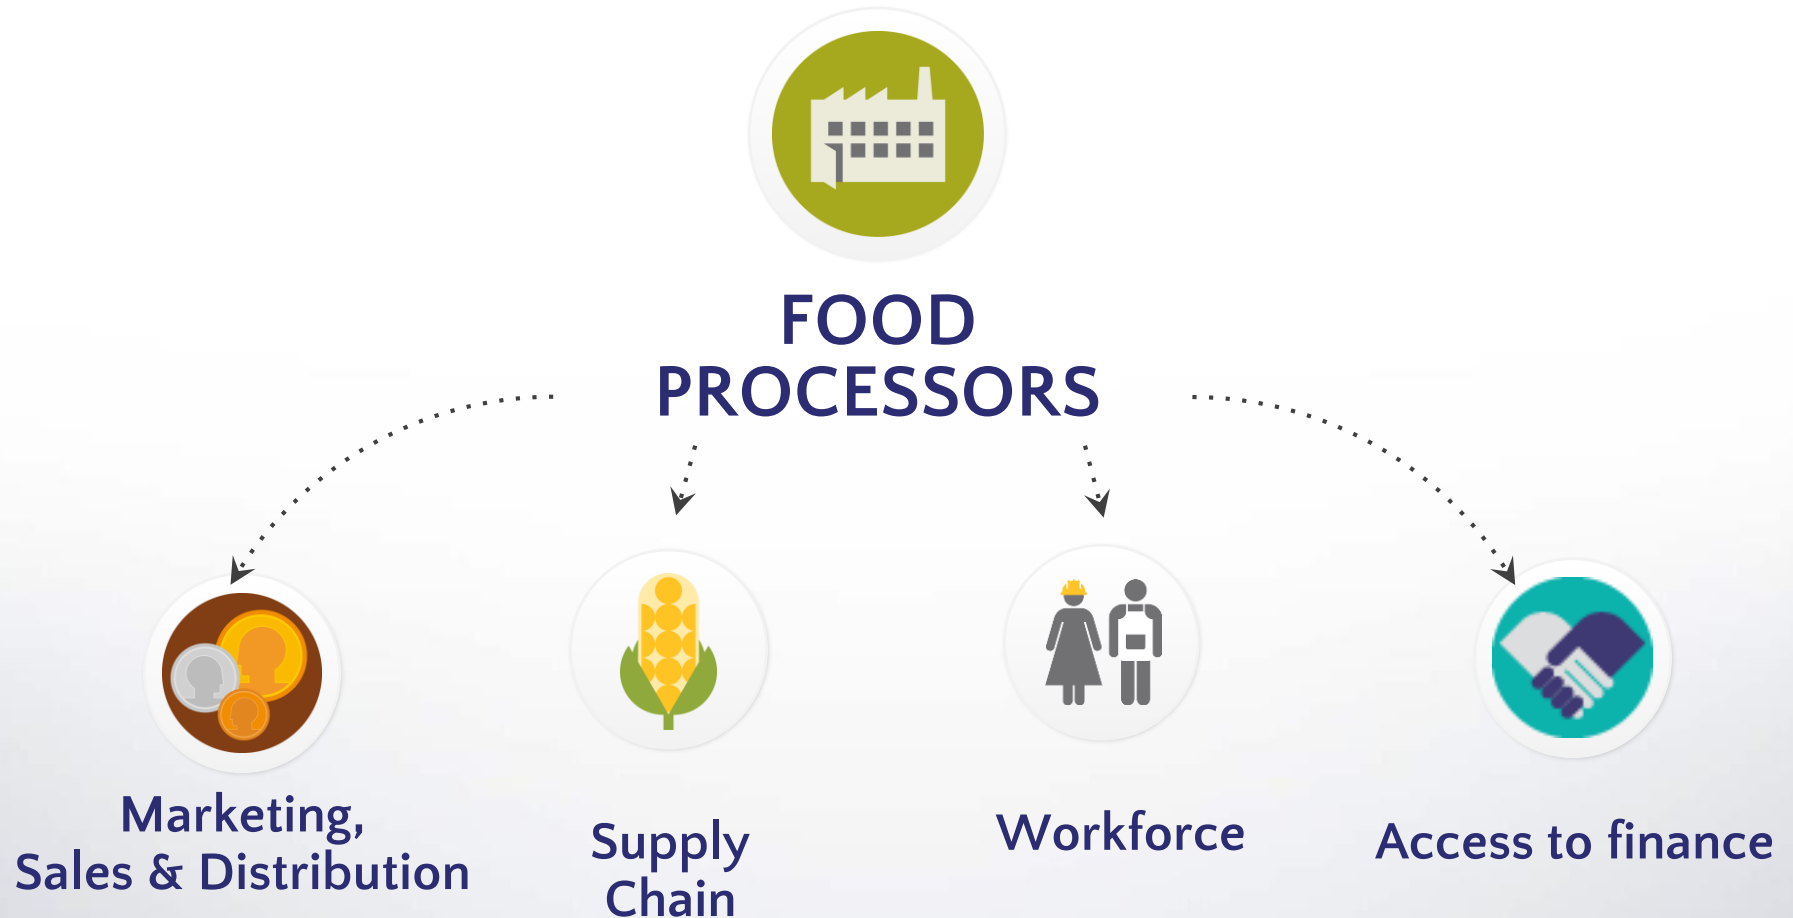 FOOD
PROCESSORS
Marketing,
Sales & Distribution
Supply
Chain
Workforce
Access to finance